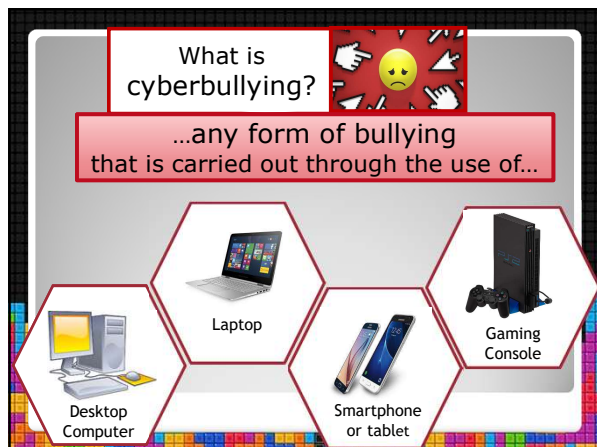 What is
cyberbullying?
…any form of bullying
that is carried out through the use of…
Laptop
Gaming
Console
Desktop
Computer
Smartphone
or tablet